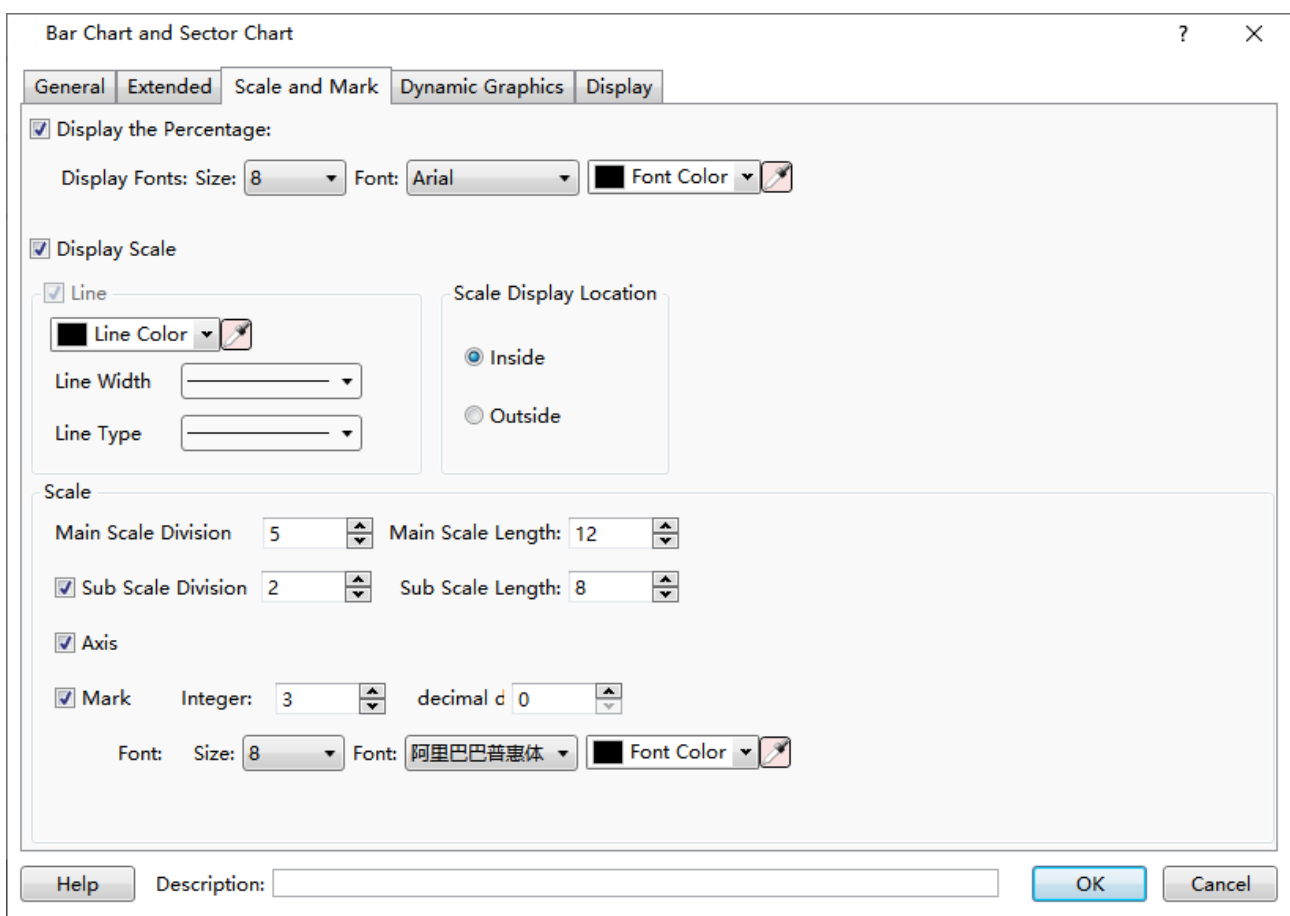 Bar Chart and Sector Chart ?
General Extended Scale and Mark Dynamic Graphics Display
Display the Percentage:
Display Fonts: Size: 8 Font: Arial Font Color
Display Scale
Line Scale Display Location
Line Color
Inside
Line Width
Outside
Line Type
Scale
Main Scale Division 5 Main Scale Length: 12
Sub Scale Division 2 Sub Scale Length: 8
Axis
Mark Integer: 3 decimal d 0
Font: Size: 8 Font: 阿里巴巴普惠体 Font Color
Help Description: OK Cancel